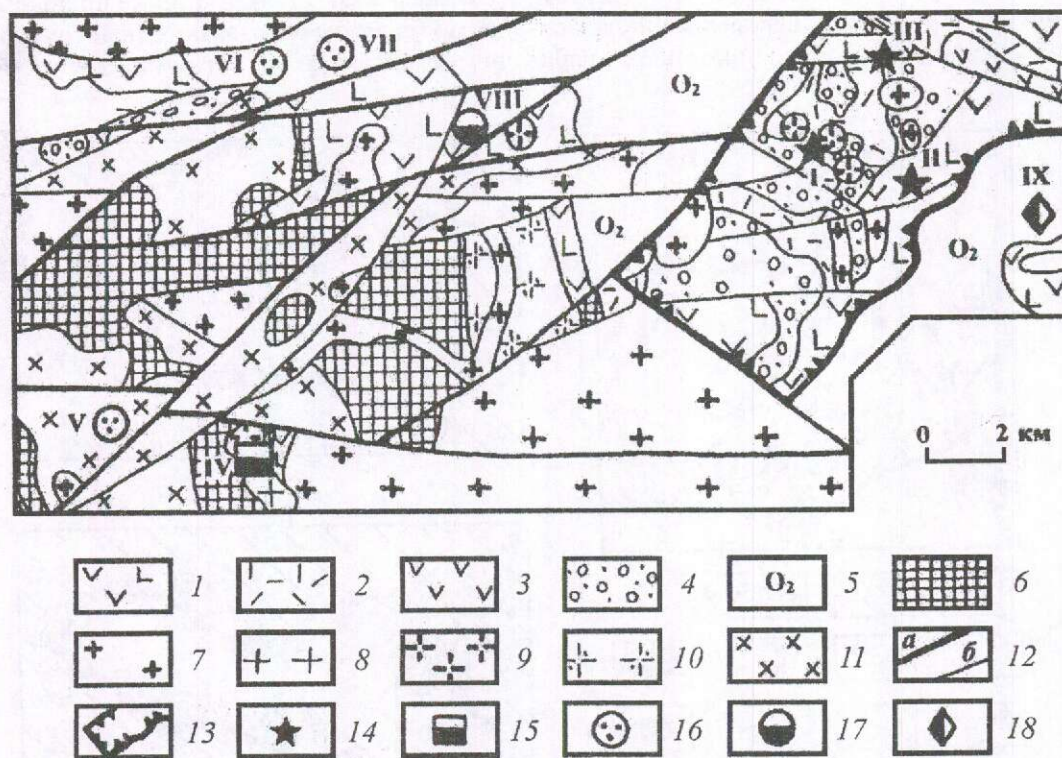 VII III
VI
O₂
VIII
II
IX
I
O₂ O₂
V
IV
0 2 км
1 2 3 O₂ 4 5 6
а б
7 8 9 10 11 12
13 14 15 16 17 18